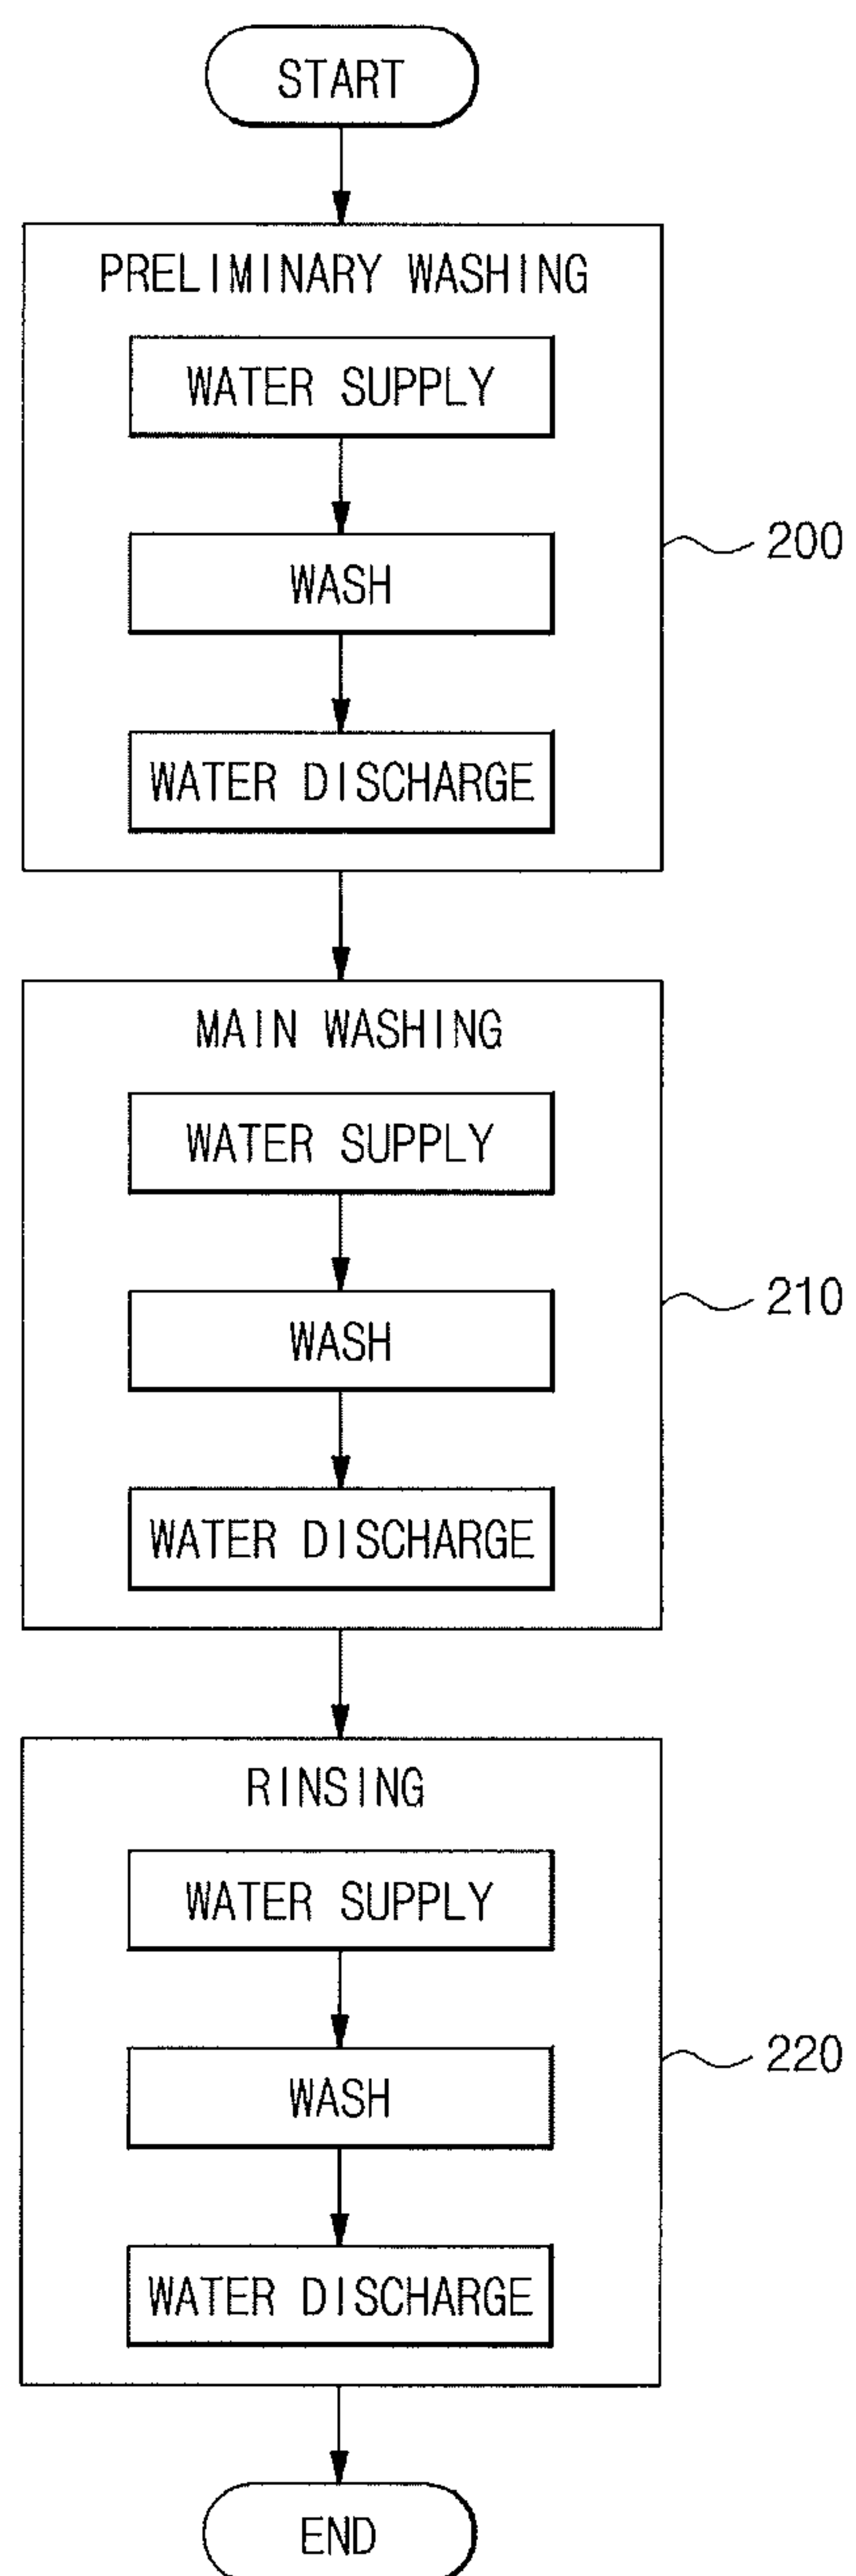 START
PRELIMINARY WASHING
WATER SUPPLY
WASH
WATER DISCHARGE
200
MAIN WASHING
WATER SUPPLY
WASH
WATER DISCHARGE
210
RINSING
WATER SUPPLY
WASH
WATER DISCHARGE
220
END